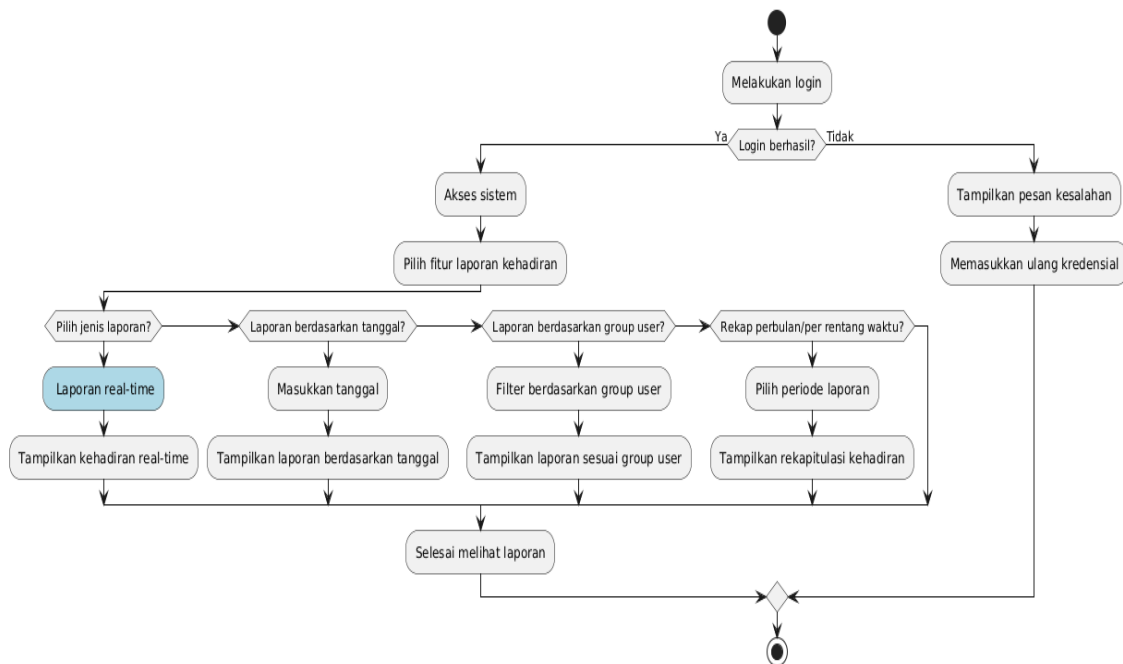 Melakukan login
Ya
Login berhasil?
Tidak
Akses sistem
Tampilkan pesan kesalahan
Pilih fitur laporan kehadiran
Memasukkan ulang kredensial
Pilih jenis laporan?
Laporan berdasarkan tanggal?
Laporan berdasarkan group user?
Rekap perbulan/per rentang waktu?
Laporan real-time
Masukkan tanggal
Filter berdasarkan group user
Pilih periode laporan
Tampilkan kehadiran real-time
Tampilkan laporan berdasarkan tanggal
Tampilkan laporan sesuai group user
Tampilkan rekapitulasi kehadiran
Selesai melihat laporan